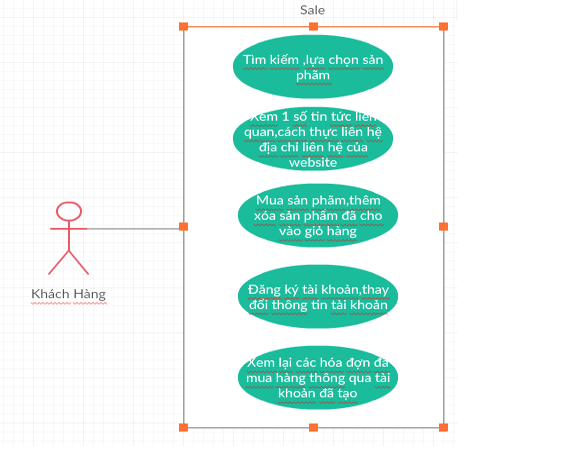 Sale
Tìm kiếm ,lựa chọn sản
phẩm
Xem 1 số tin tức liên
quan,cách thực liên hệ
địa chỉ liên hệ của
website
Mua sản phẩm,thêm
xóa sản phẩm đã cho
vào giỏ hàng
Đăng ký tài khoản,thay
đổi thông tin tài khoản
Xem lại các hóa đợn đã
mua hàng thông qua tài
khoản đã tạo
Khách Hàng